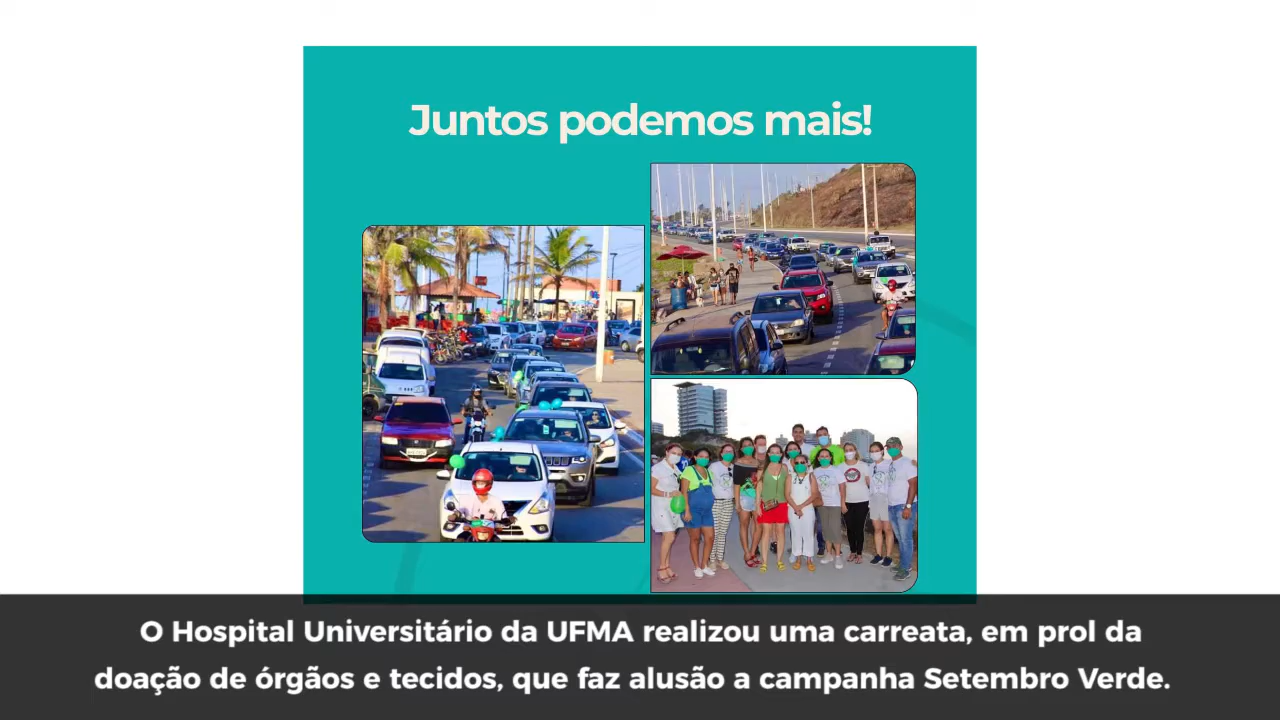 Juntos podemos mais!
O Hospital Universitário da UFMA realizou uma carreata, em prol da
doação de órgãos e tecidos, que faz alusão a campanha Setembro Verde.